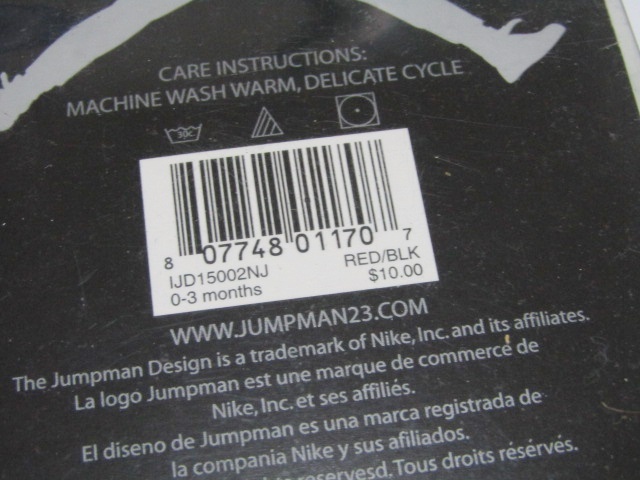 CARE INSTRUCTIONS:
MACHINE WASH WARM, DELICATE CYCLE
30C
8 07748 01170 7
IJD15002NJ RED/BLK
0-3 months $10.00
WWW.JUMPMAN23.COM
The Jumpman Design is a trademark of Nike, Inc. and its affiliates.
La logo Jumpman est une marque de commerce de
Nike, Inc. et ses affiliés.
El diseno de Jumpman es una marca registrada de
la compania Nike y sus afiliados.
reservesd. Tous droits résérvés.